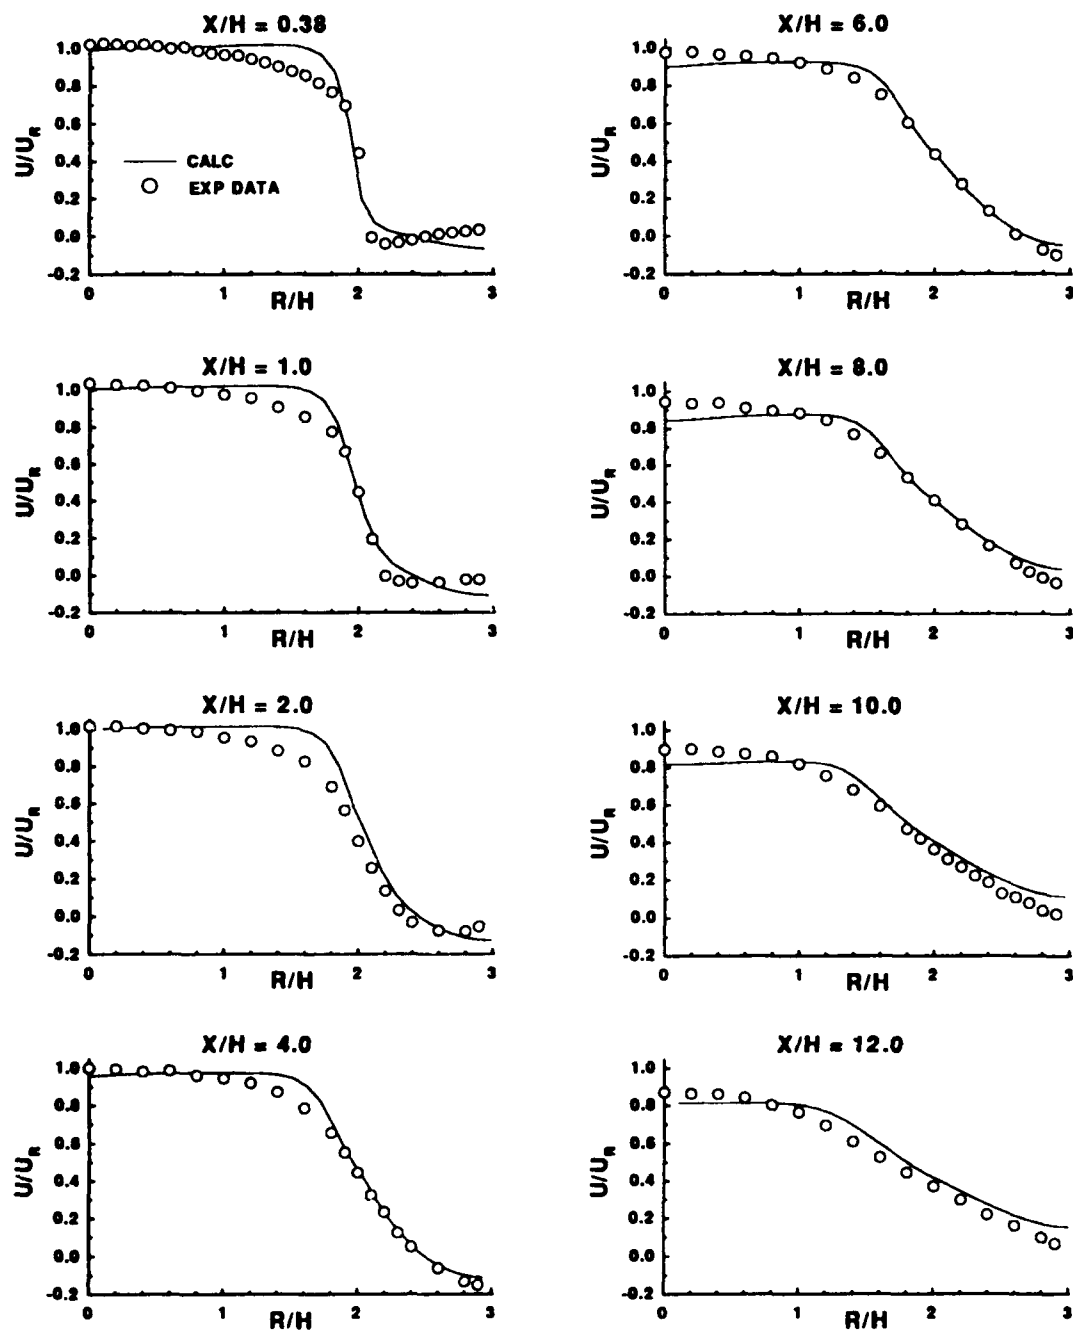 X/H = 0.38
1.0
0.8
0.6
0.4
0.2
0.0
-0.2
U/U_R
CALC
EXP DATA
0 1 2 3
R/H
X/H = 6.0
1.0
0.8
0.6
0.4
0.2
0.0
-0.2
U/U_R
0 1 2 3
R/H
X/H = 1.0
1.0
0.8
0.6
0.4
0.2
0.0
-0.2
U/U_R
0 1 2 3
R/H
X/H = 8.0
1.0
0.8
0.6
0.4
0.2
0.0
-0.2
U/U_R
0 1 2 3
R/H
X/H = 2.0
1.0
0.8
0.6
0.4
0.2
0.0
-0.2
U/U_R
0 1 2 3
R/H
X/H = 10.0
1.0
0.8
0.6
0.4
0.2
0.0
-0.2
U/U_R
0 1 2 3
R/H
X/H = 4.0
1.0
0.8
0.6
0.4
0.2
0.0
-0.2
U/U_R
0 1 2 3
R/H
X/H = 12.0
1.0
0.8
0.6
0.4
0.2
0.0
-0.2
U/U_R
0 1 2 3
R/H